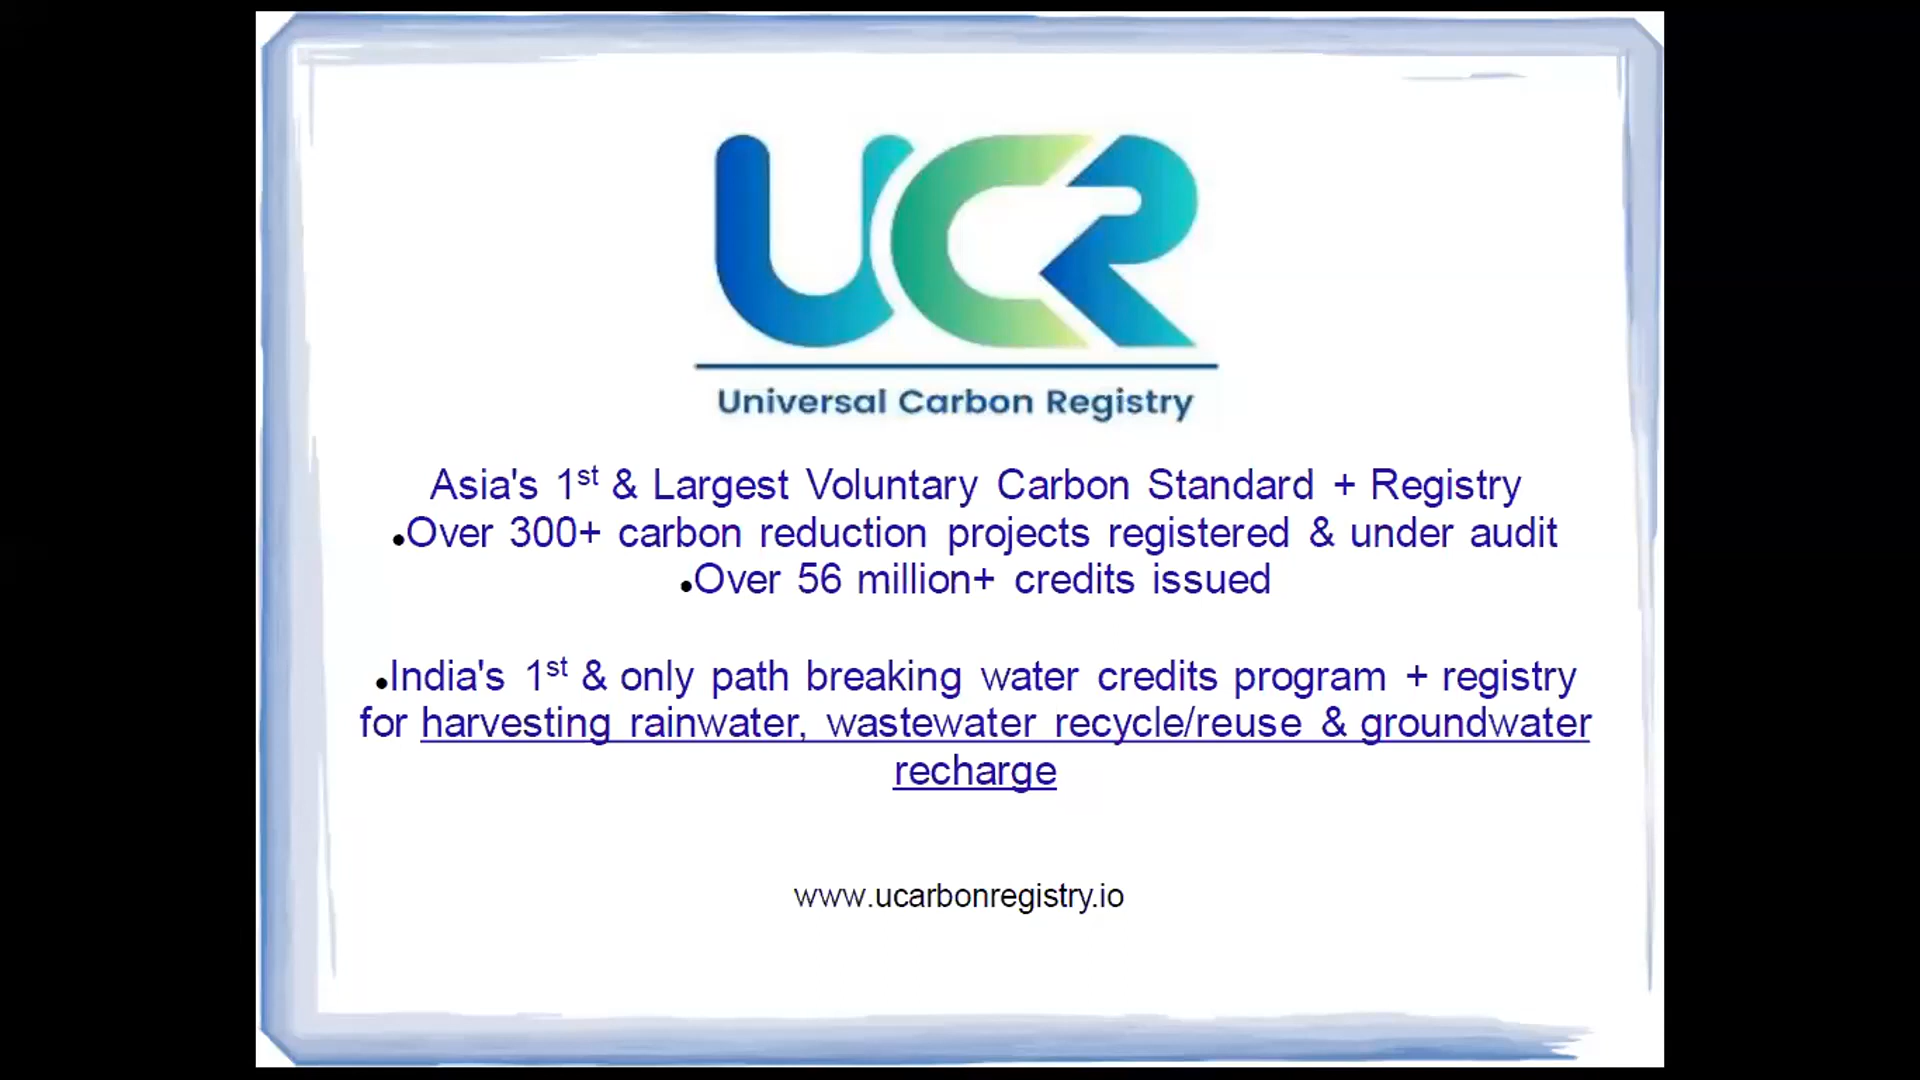 UCR
Universal Carbon Registry
Asia's 1st & Largest Voluntary Carbon Standard + Registry
•Over 300+ carbon reduction projects registered & under audit
•Over 56 million+ credits issued
•India's 1st & only path breaking water credits program + registry
for harvesting rainwater, wastewater recycle/reuse & groundwater
recharge
www.ucarbonregistry.io